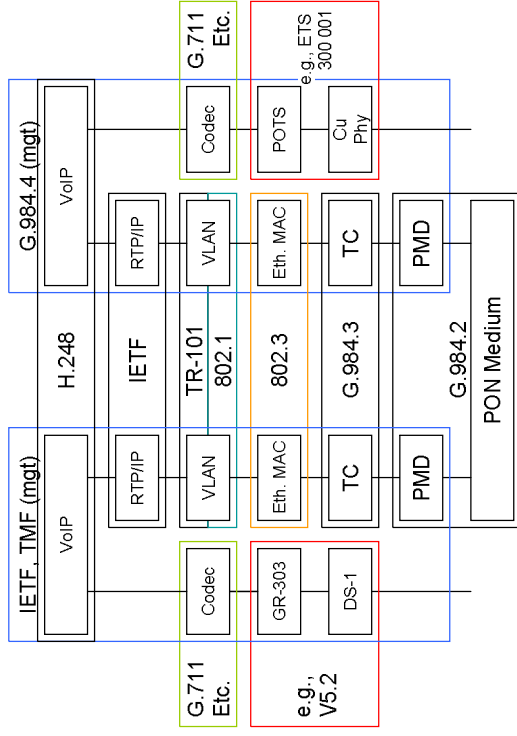 IETF, TMF (mgt)
G.984.4 (mgt)
VoIP
H.248
VoIP
RTP/IP
IETF
RTP/IP
G.711
Etc.
Codec
VLAN
TR-101
802.1
VLAN
Codec
G.711
Etc.
e.g.,
V5.2
GR-303
Eth. MAC
802.3
Eth. MAC
POTS
e.g., ETS
300 001
DS-1
TC
G.984.3
TC
Cu
Phy
PMD
G.984.2
PMD
PON Medium